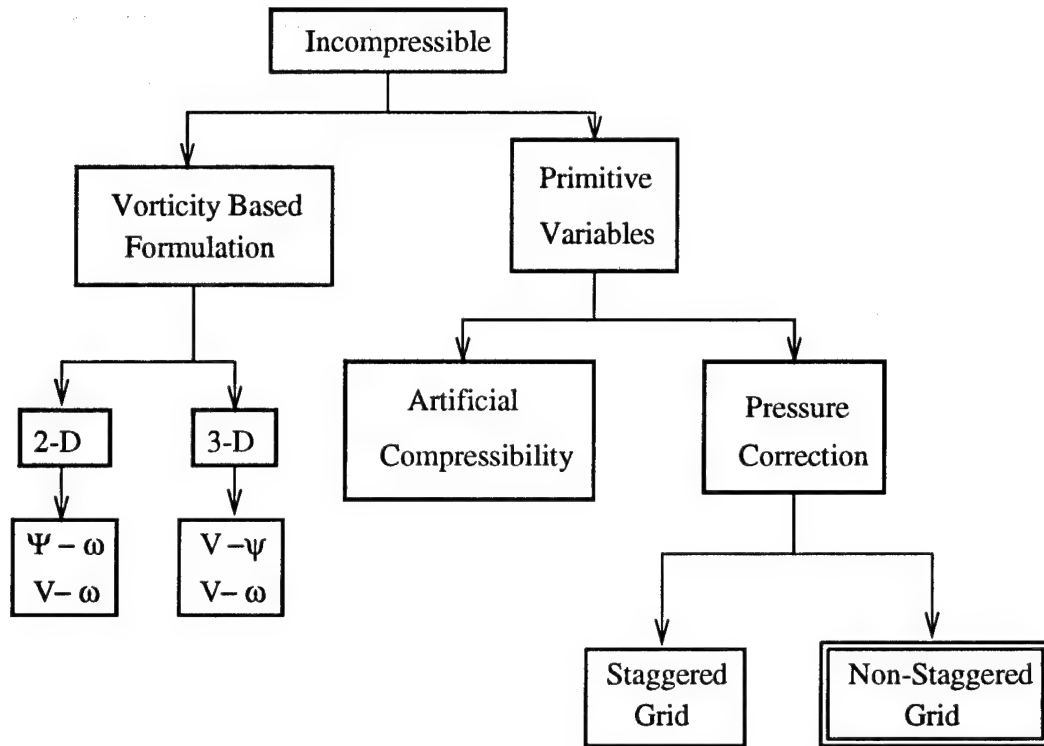 Incompressible
Vorticity Based
Formulation
Primitive
Variables
2-D
3-D
Artificial
Compressibility
Pressure
Correction
Ψ – ω
V– ω
V –ψ
V– ω
Staggered
Grid
Non-Staggered
Grid